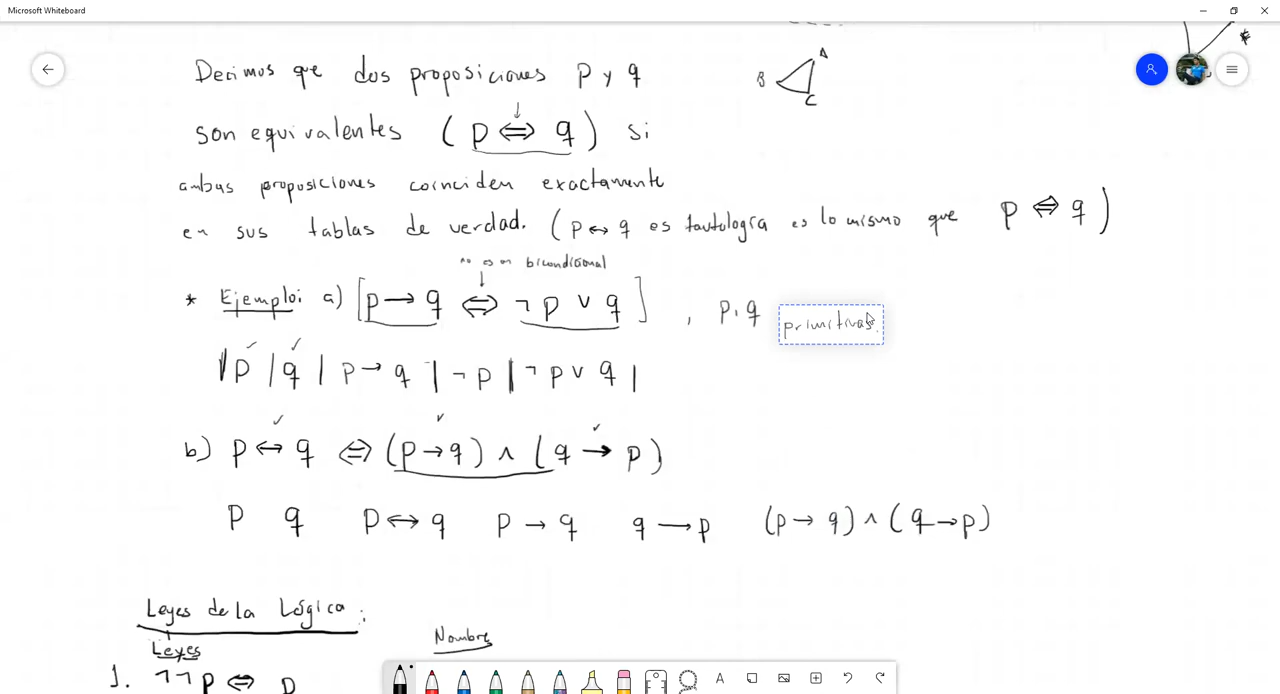 Microsoft Whiteboard
Decimos que dos proposiciones p y q
son equivalentes ( p ⇔ q ) si
ambas proposiciones coinciden exactamente
en sus tablas de verdad. ( p ↔ q es tautología es lo mismo que p ⇔ q )
B A C
no es un bicondicional
* Ejemplo: a) [ p → q ⇔ ¬ p ∨ q ] , p, q primitivas.
| p | q | p → q | ¬ p | ¬ p ∨ q |
b) p ↔ q ⇔ (p → q) ∧ (q → p)
p q p ↔ q p → q q → p (p → q) ∧ (q → p)
Leyes de la Lógica:
Leyes Nombre
1. ¬¬p ⇔ p